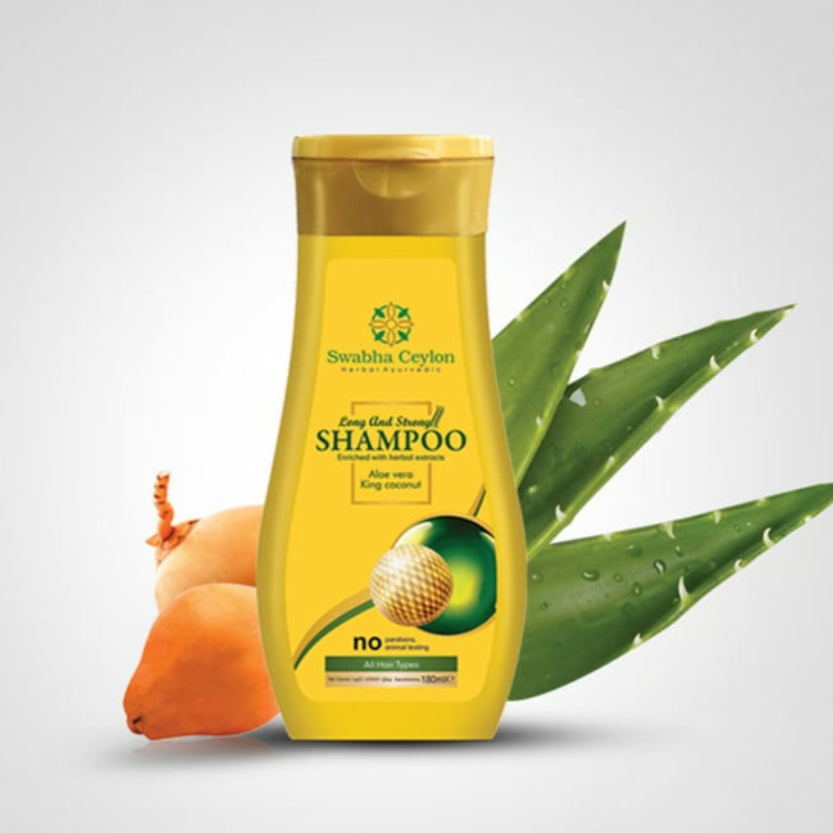 Swabha Ceylon
Herbal Ayurvedic
Long And Strong
SHAMPOO
Enriched with herbal extracts
Aloe vera
King coconut
no parabens,
animal testing
All Hair Types
180ml